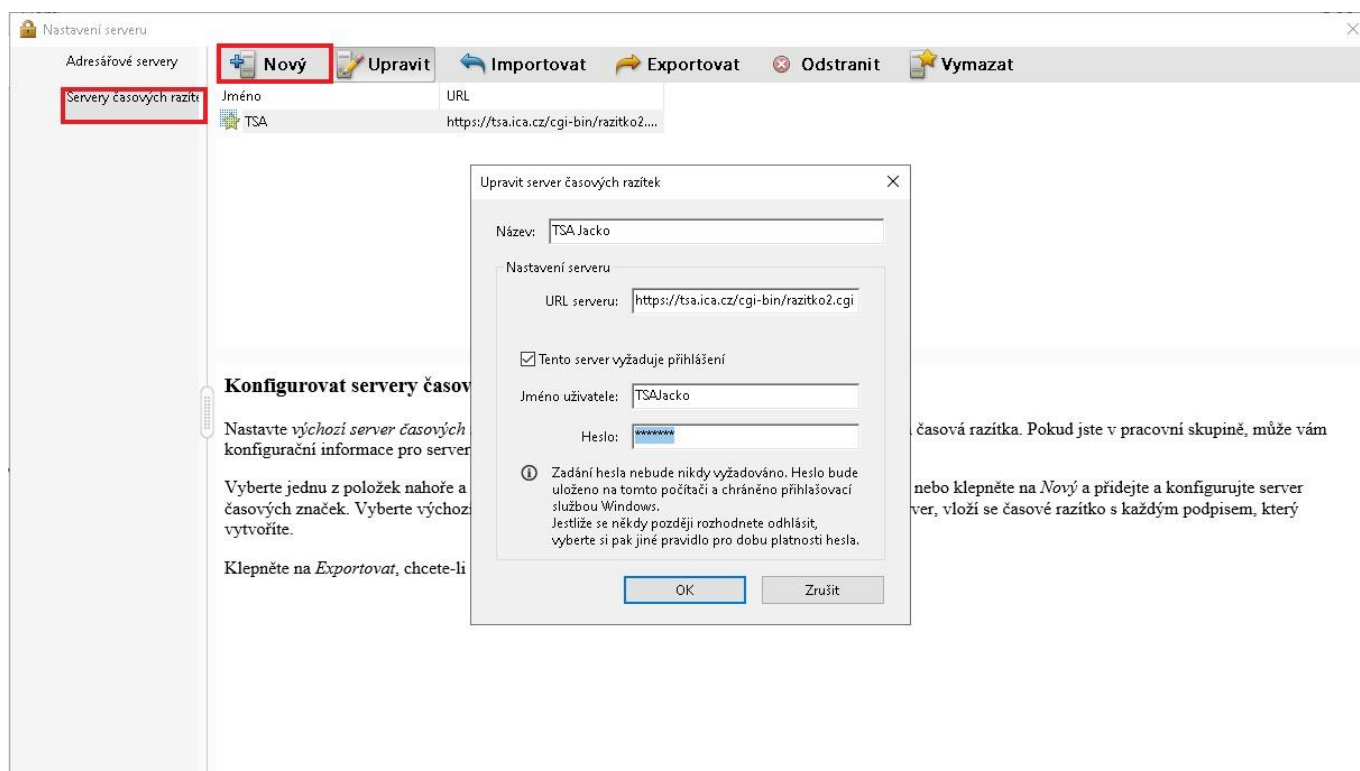 Nastavení serveru
Adresářové servery
Nový Upravit Importovat Exportovat Odstranit Vymazat
Servery časových razíte
Jméno URL
TSA https://tsa.ica.cz/cgi-bin/razitko2....
Upravit server časových razítek
Název: TSA Jacko
Nastavení serveru
URL serveru: https://tsa.ica.cz/cgi-bin/razitko2.cgi
Tento server vyžaduje přihlášení
Jméno uživatele: TSAJacko
Heslo: *******
Zadání hesla nebude nikdy vyžadováno. Heslo bude
uloženo na tomto počítači a chráněno přihlašovací
službou Windows.
Jestliže se někdy později rozhodnete odhlásit,
vyberte si pak jiné pravidlo pro dobu platnosti hesla.
OK Zrušit
Konfigurovat servery časov
Nastavte výchozí server časových časová razítka. Pokud jste v pracovní skupině, může vám
konfigurační informace pro server
Vyberte jednu z položek nahoře a nebo klepněte na Nový a přidejte a konfigurujte server
časových značek. Vyberte výchozí ver, vloží se časové razítko s každým podpisem, který
vytvoříte.
Klepněte na Exportovat, chcete-li